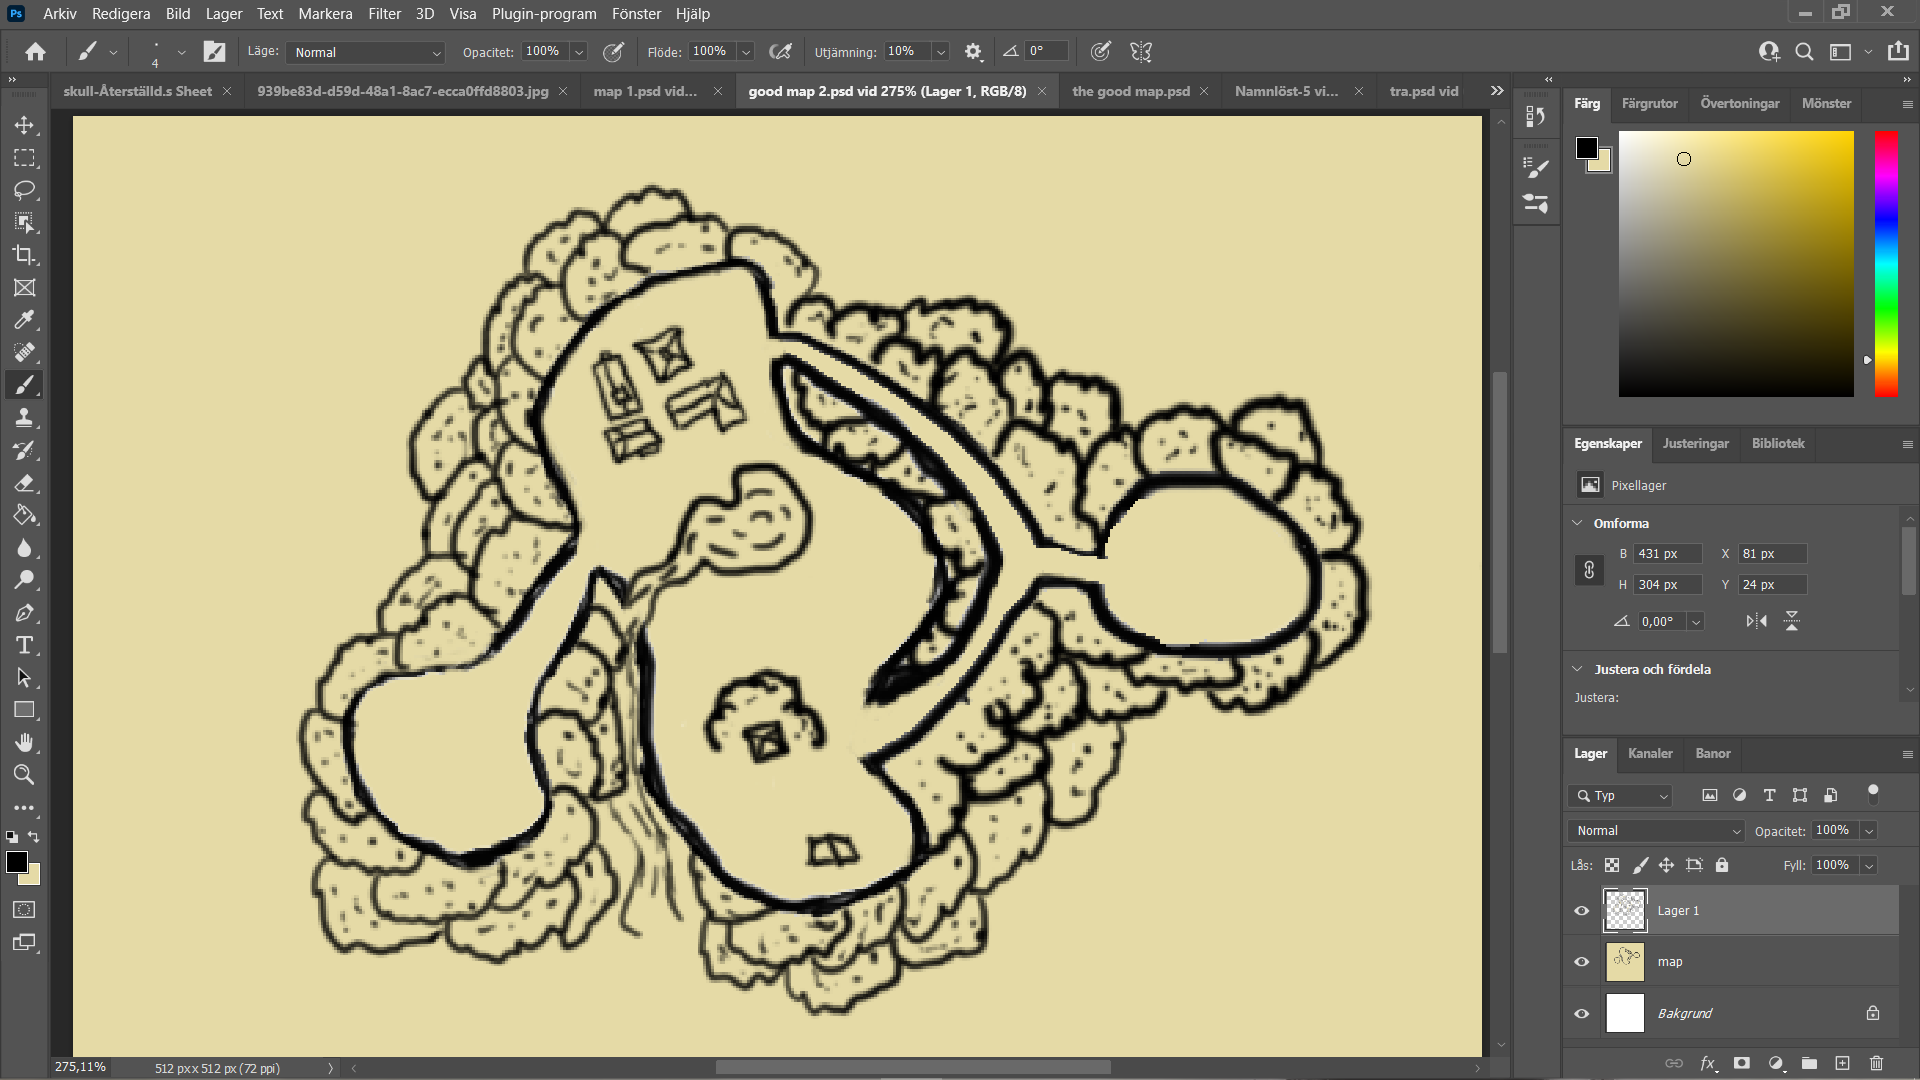 Ps Arkiv Redigera Bild Lager Text Markera Filter 3D Visa Plugin-program Fönster Hjälp
4 Läge: Normal Opacitet: 100% Flöde: 100% Utjämning: 10% 0°
skull-Återställd.s Sheet 939be83d-d59d-48a1-8ac7-ecca0ffd8803.jpg map 1.psd vid... good map 2.psd vid 275% (Lager 1, RGB/8) the good map.psd Namnlöst-5 vi... tra.psd vid
Färg Färgrutor Övertoningar Mönster
Egenskaper Justeringar Bibliotek
Pixellager
Omforma
B 431 px X 81 px
H 304 px Y 24 px
0,00°
Justera och fördela
Justera:
Lager Kanaler Banor
Typ
Normal Opacitet: 100%
Lås: Fyll: 100%
Lager 1
map
Bakgrund
fx
275,11% 512 px x 512 px (72 ppi)